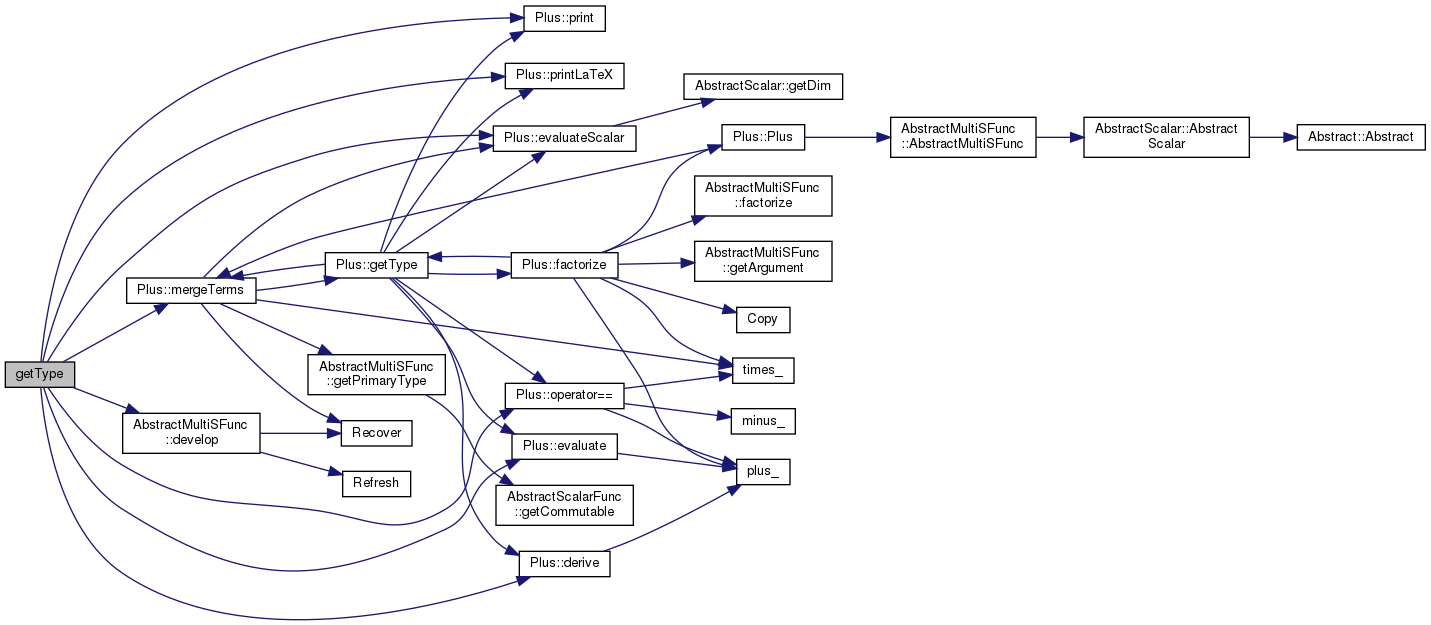 Plus::print
Plus::printLaTeX
AbstractScalar::getDim
Plus::evaluateScalar
Plus::Plus
AbstractMultiSFunc
::AbstractMultiSFunc
AbstractScalar::Abstract
Scalar
Abstract::Abstract
AbstractMultiSFunc
::factorize
Plus::getType
Plus::factorize
AbstractMultiSFunc
::getArgument
Plus::mergeTerms
Copy
getType
AbstractMultiSFunc
::getPrimaryType
times_
Plus::operator==
minus_
AbstractMultiSFunc
::develop
Recover
Plus::evaluate
plus_
Refresh
AbstractScalarFunc
::getCommutable
Plus::derive